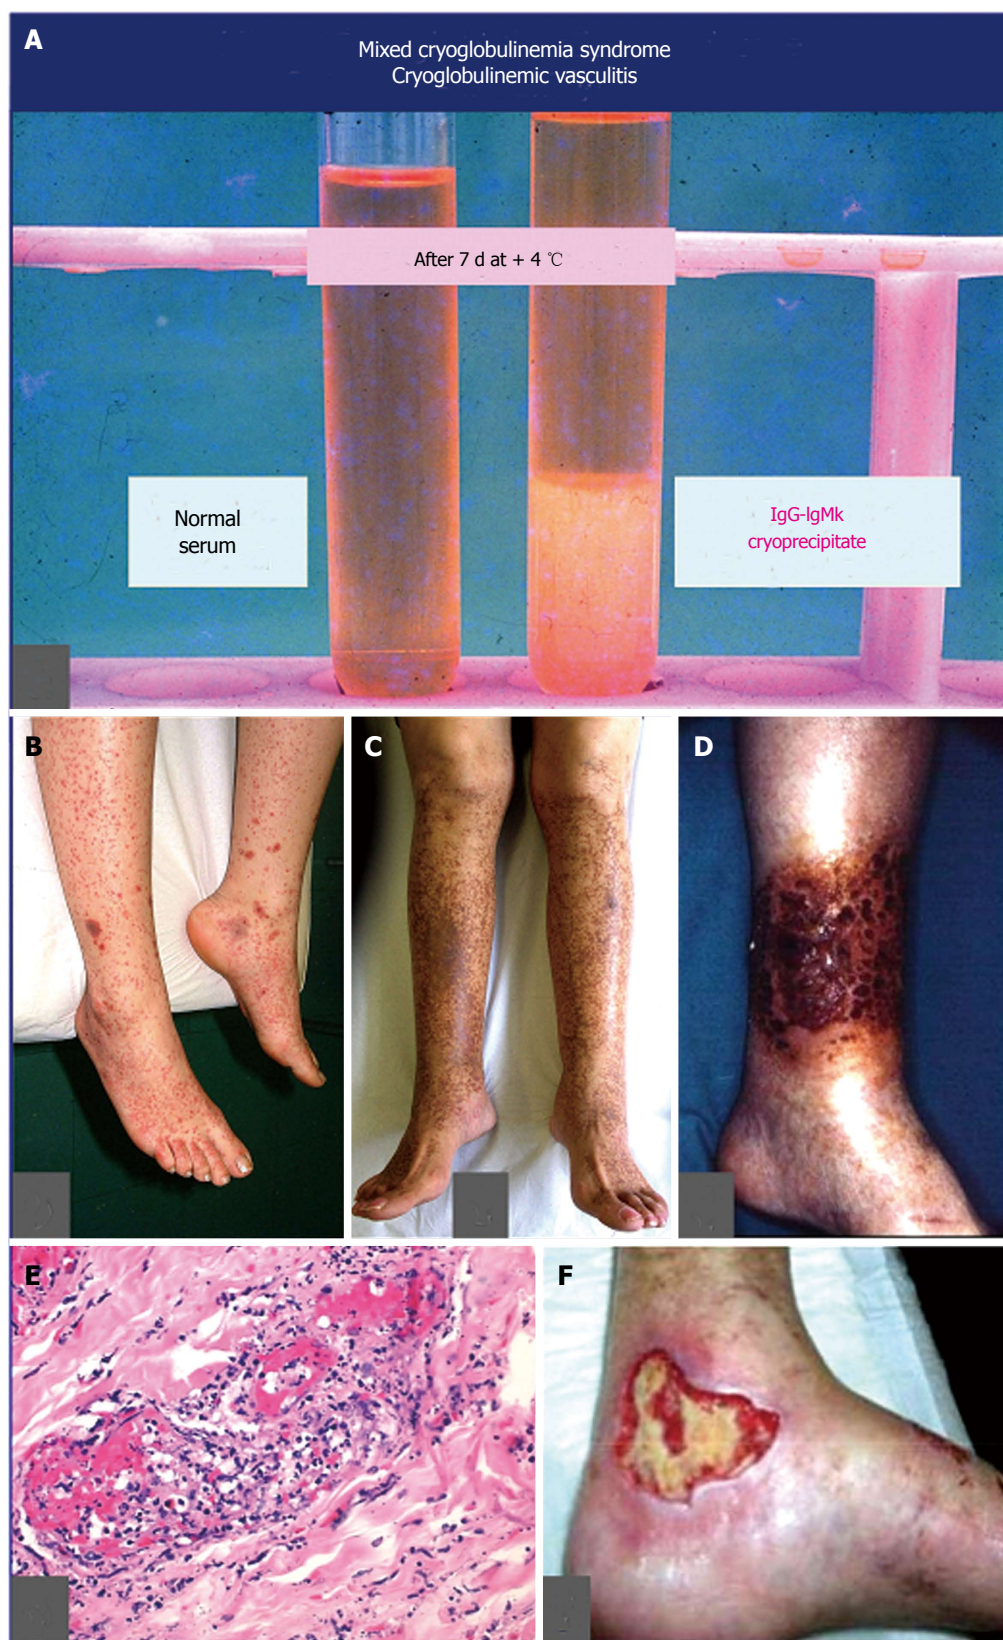 A
Mixed cryoglobulinemia syndrome
Cryoglobulinemic vasculitis
After 7 d at + 4 ℃
Normal
serum
IgG-IgMk
cryoprecipitate
B
C
D
E
F